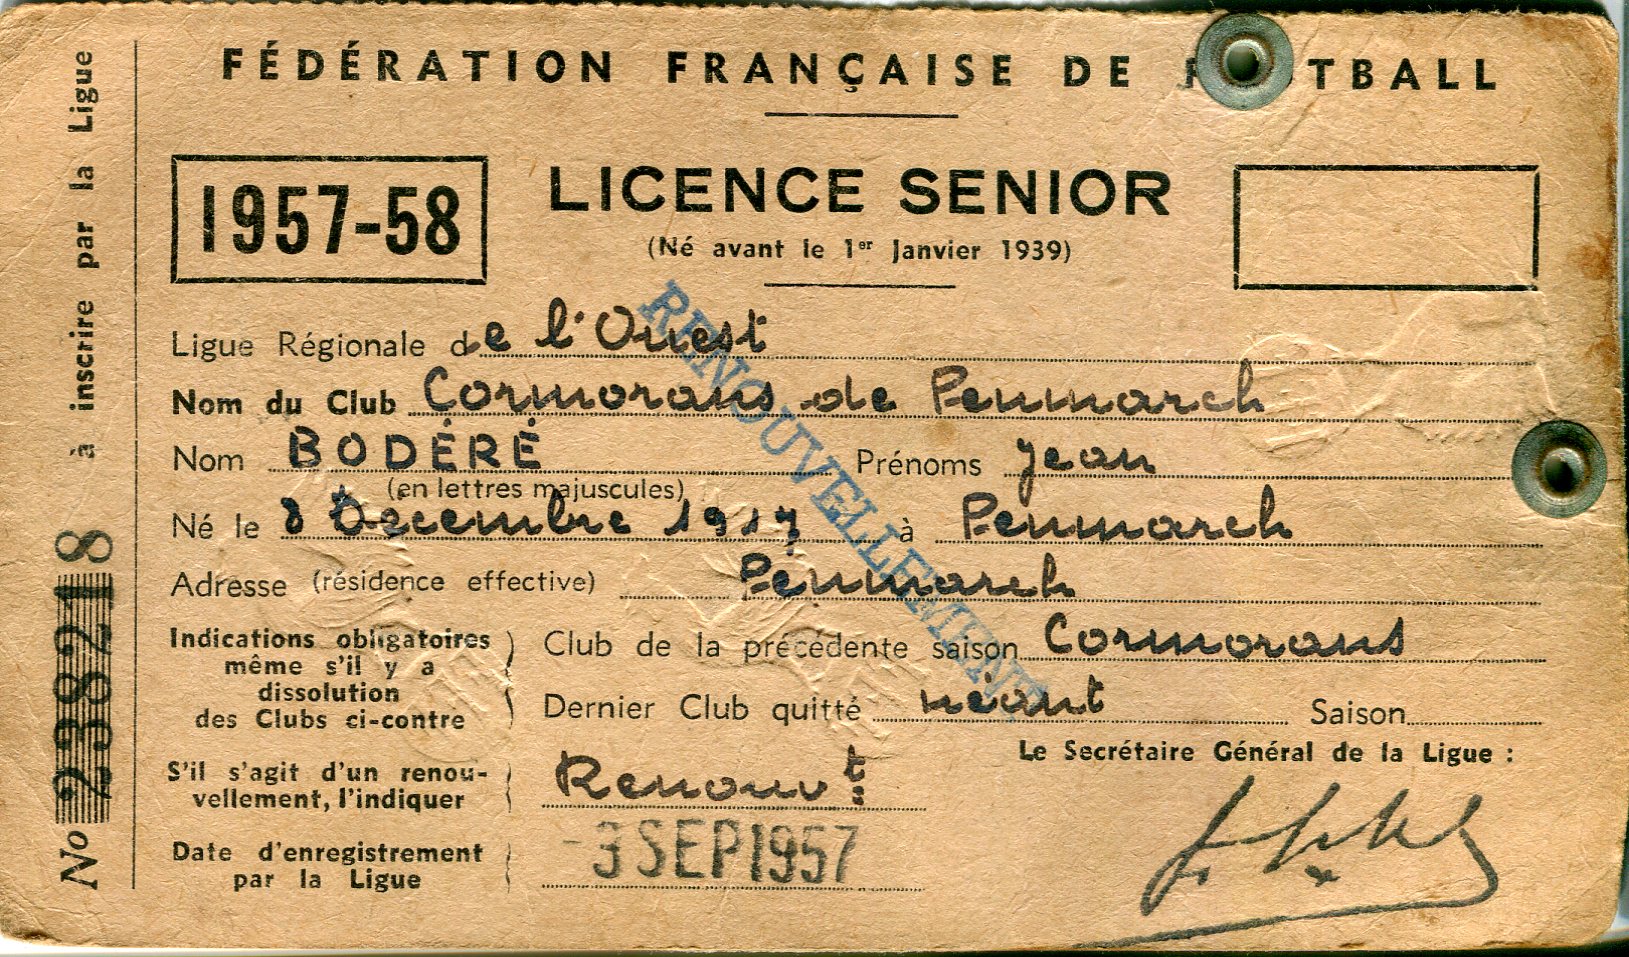 FÉDÉRATION FRANÇAISE DE F TBALL
1957-58
LICENCE SENIOR
(Né avant le 1er Janvier 1939)
Ligue Régionale de l'Ouest
Nom du Club Cormorans de Penmarch
Nom BODÉRÉ Prénoms Jean
(en lettres majuscules)
Né le 8 Décembre 1917 à Penmarch
Adresse (résidence effective) Penmarch
Indications obligatoires
même s'il y a
dissolution
des Clubs ci-contre
Club de la précédente saison Cormorans
Dernier Club quitté néant Saison
Le Secrétaire Général de la Ligue :
S'il s'agit d'un renou-
vellement, l'indiquer
Renouvt
Date d'enregistrement
par la Ligue
-3 SEP 1957
RENOUVELLEMENT
No 238218 à inscrire par la Ligue